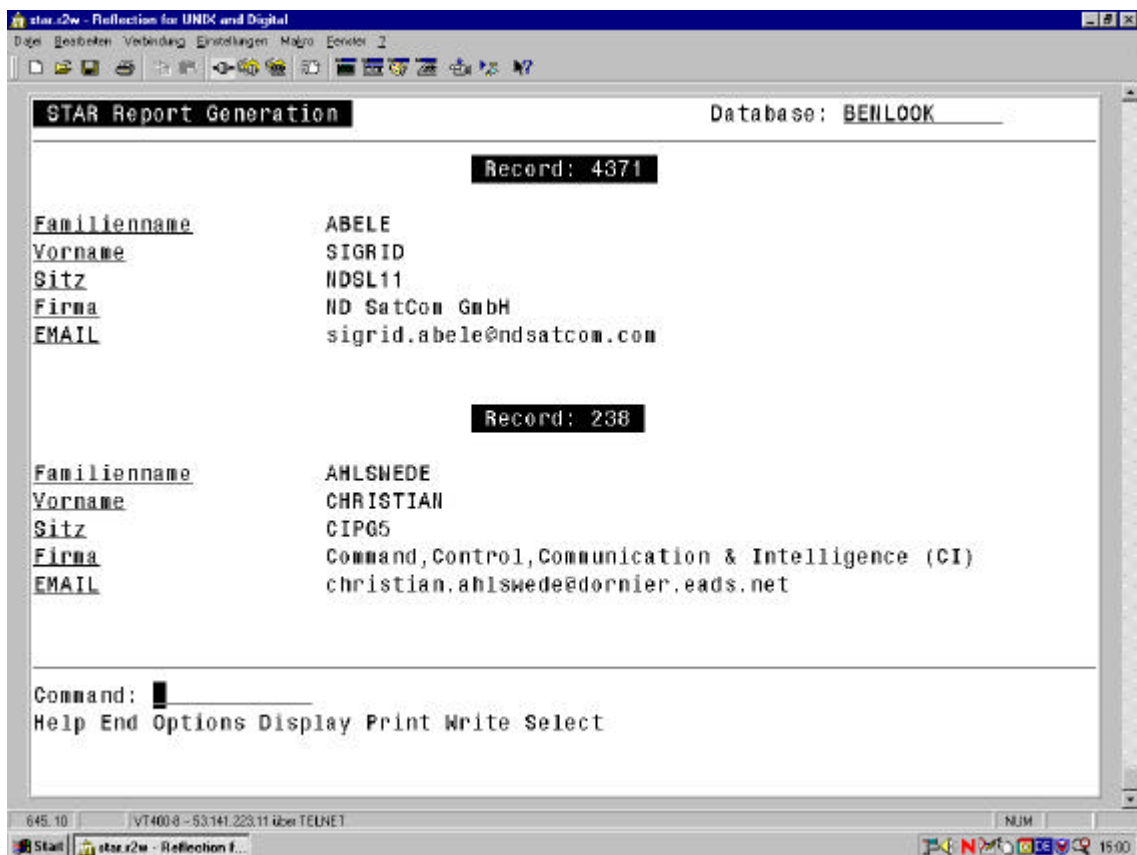 star.r2w - Reflection for UNIX and Digital
Datei Bearbeiten Verbindung Einstellungen Makro Fenster ?
STAR Report Generation Database: BENLOOK
Record: 4371
Familienname ABELE
Vorname SIGRID
Sitz NDSL11
Firma ND SatCom GmbH
EMAIL sigrid.abele@ndsatcom.com
Record: 238
Familienname AHLSWEDE
Vorname CHRISTIAN
Sitz CIPG5
Firma Command,Control,Communication & Intelligence (CI)
EMAIL christian.ahlswede@dornier.eads.net
Command:
Help End Options Display Print Write Select
645, 10 VT400-8 - 53.141.223.11 über TELNET NUM
Start star.r2w - Reflection f... DE 15:00